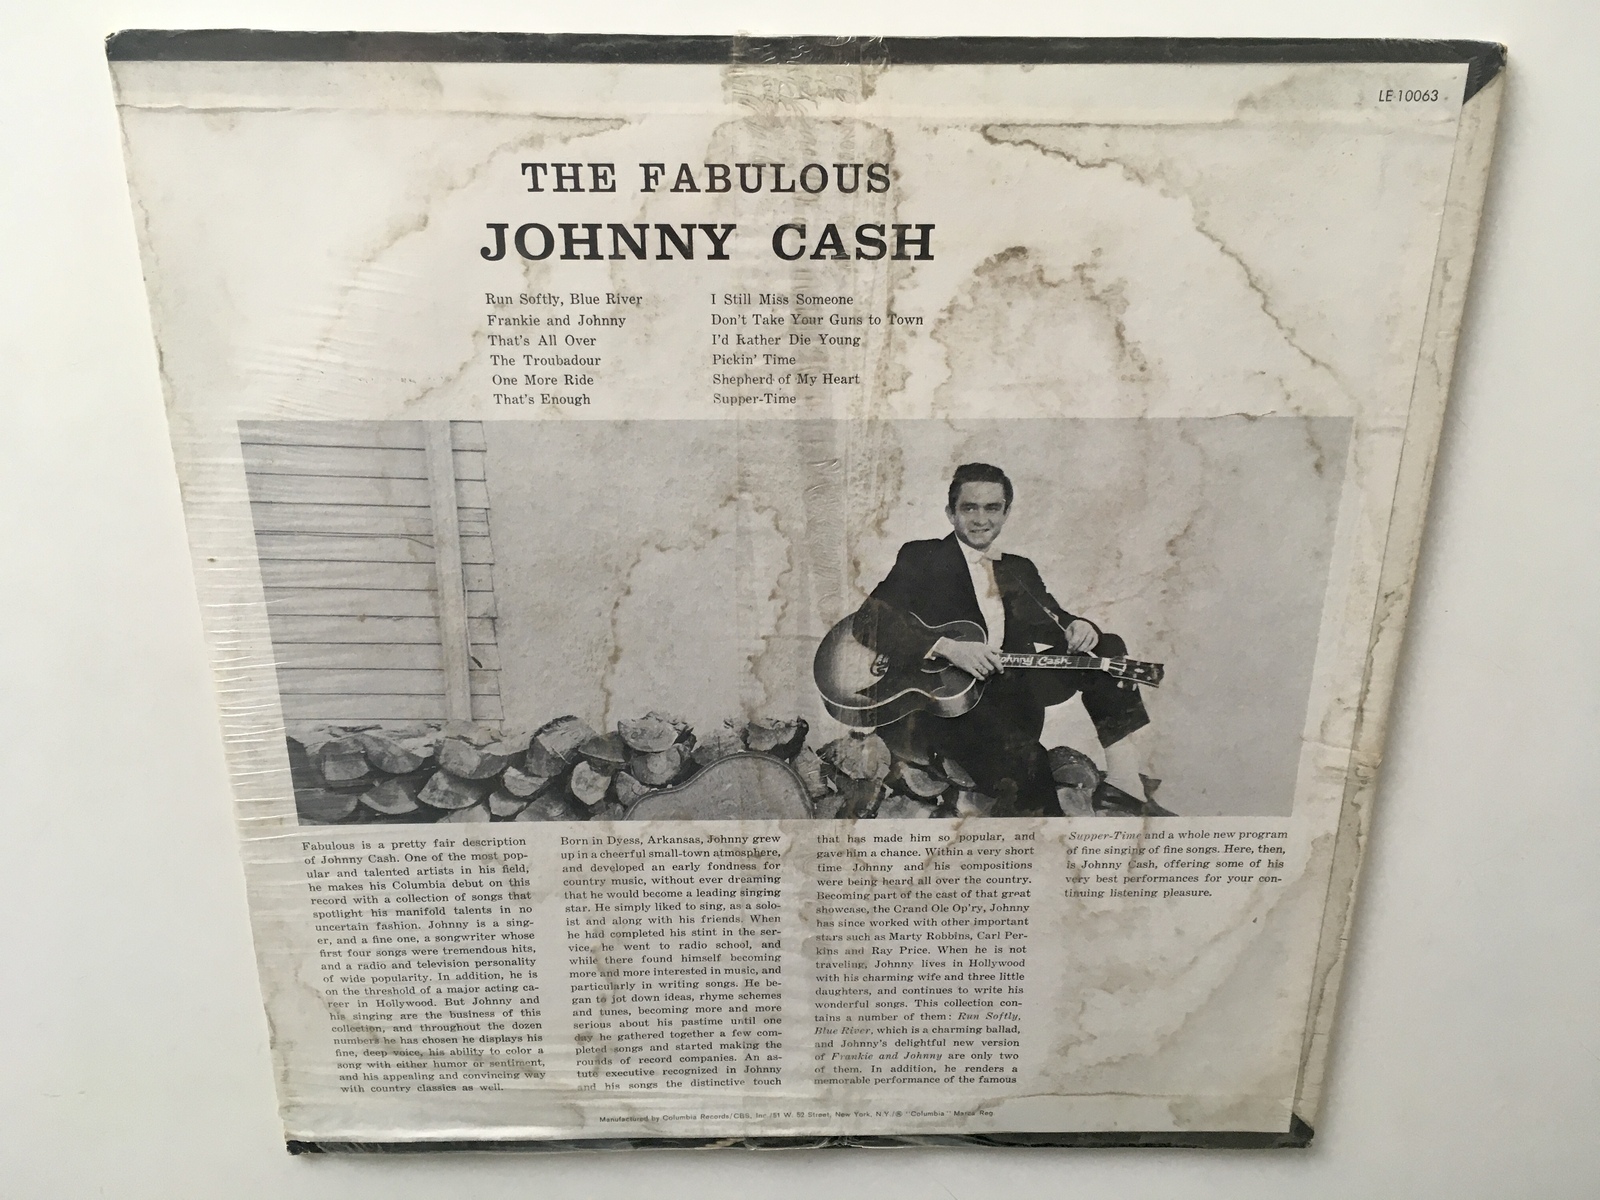 LE 10063
THE FABULOUS
JOHNNY CASH
Run Softly, Blue River
Frankie and Johnny
That's All Over
The Troubadour
One More Ride
That's Enough
I Still Miss Someone
Don't Take Your Guns to Town
I'd Rather Die Young
Pickin' Time
Shepherd of My Heart
Supper-Time
Johnny Cash
Fabulous is a pretty fair description
of Johnny Cash. One of the most pop-
ular and talented artists in his field,
he makes his Columbia debut on this
record with a collection of songs that
spotlight his manifold talents in no
uncertain fashion. Johnny is a sing-
er, and a fine one, a songwriter whose
first four songs were tremendous hits,
and a radio and television personality
of wide popularity. In addition, he is
on the threshold of a major acting ca-
reer in Hollywood. But Johnny and
his singing are the business of this
collection, and throughout the dozen
numbers he has chosen he displays his
fine, deep voice, his ability to color a
song with either humor or sentiment,
and his appealing and convincing way
with country classics as well.
Born in Dyess, Arkansas, Johnny grew
up in a cheerful small-town atmosphere,
and developed an early fondness for
country music, without ever dreaming
that he would become a leading singing
star. He simply liked to sing, as a solo-
ist and along with his friends. When
he had completed his stint in the ser-
vice, he went to radio school, and
while there found himself becoming
more and more interested in music, and
particularly in writing songs. He be-
gan to jot down ideas, rhyme schemes
and tunes, becoming more and more
serious about his pastime until one
day he gathered together a few com-
pleted songs and started making the
rounds of record companies. An as-
tute executive recognized in Johnny
and his songs the distinctive touch
that has made him so popular, and
gave him a chance. Within a very short
time Johnny and his compositions
were being heard all over the country.
Becoming part of the cast of that great
showcase, the Grand Ole Op'ry, Johnny
has since worked with other important
stars such as Marty Robbins, Carl Per-
kins and Ray Price. When he is not
traveling, Johnny lives in Hollywood
with his charming wife and three little
daughters, and continues to write his
wonderful songs. This collection con-
tains a number of them: Run Softly,
Blue River, which is a charming ballad,
and Johnny's delightful new version
of Frankie and Johnny are only two
of them. In addition, he renders a
memorable performance of the famous
Supper-Time and a whole new program
of fine singing of fine songs. Here, then,
is Johnny Cash, offering some of his
very best performances for your con-
tinuing listening pleasure.
Manufactured by Columbia Records/CBS, Inc./51 W. 52 Street, New York, N.Y./® "Columbia" Marca Reg.